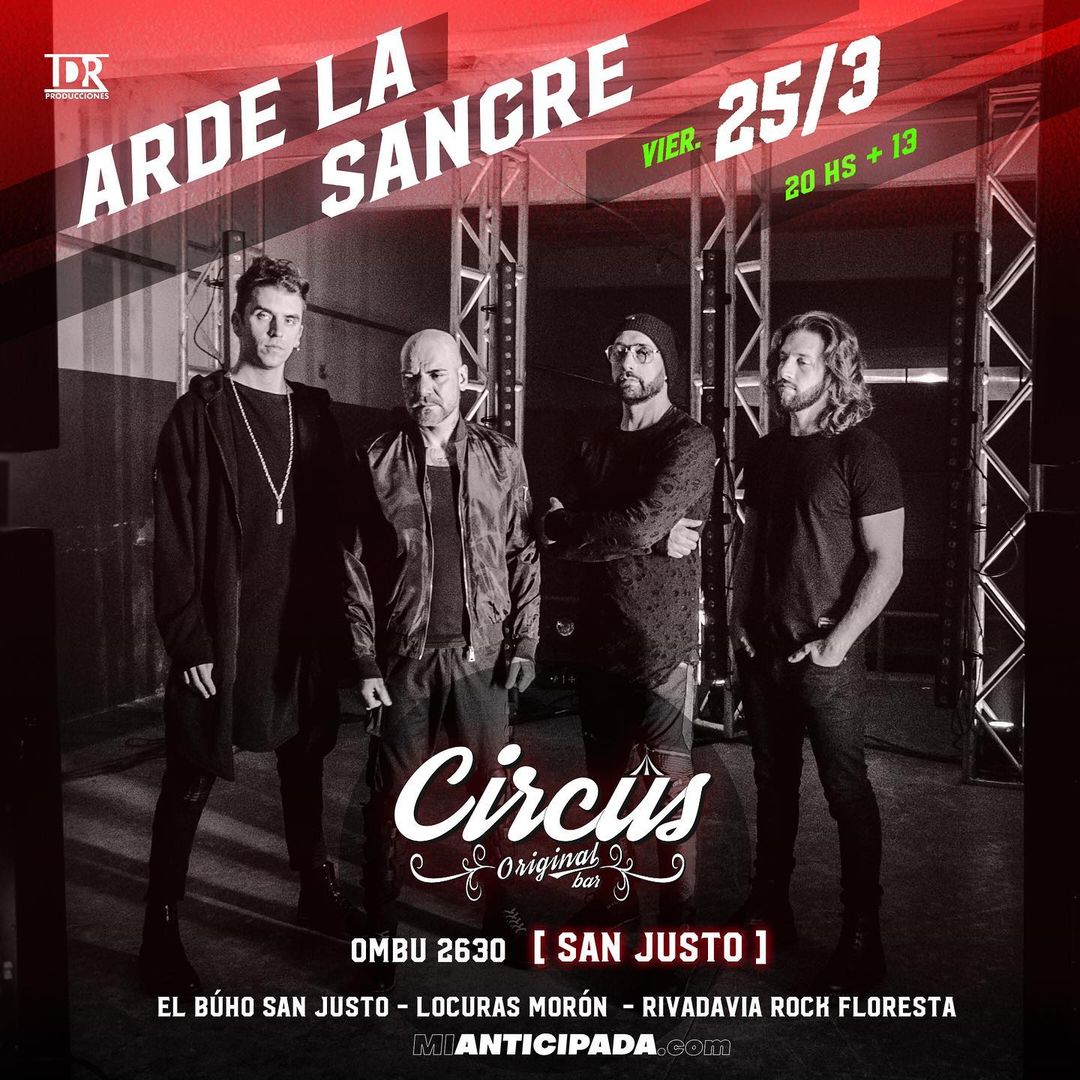 TDR
PRODUCCIONES
ARDE LA
SANGRE
VIER. 25/3
20 HS + 13
Circus
Original
bar
OMBU 2630 [ SAN JUSTO ]
EL BÚHO SAN JUSTO - LOCURAS MORÓN - RIVADAVIA ROCK FLORESTA
MIANTICIPADA.com